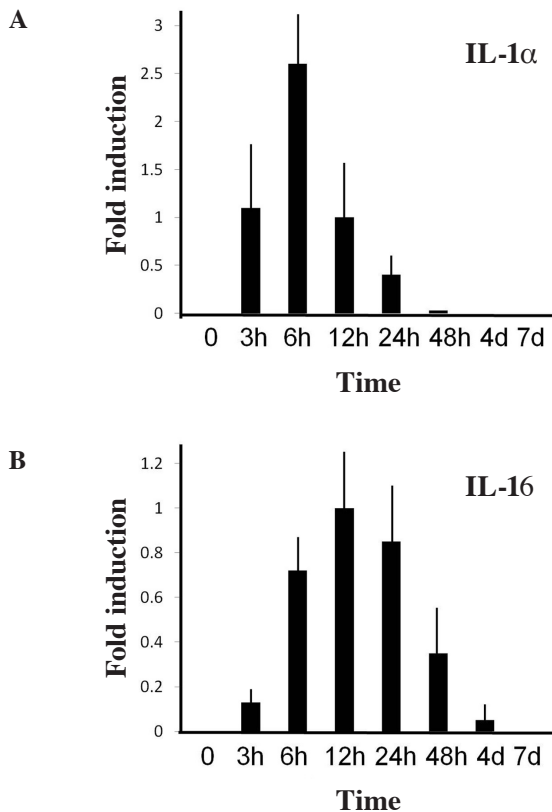 A
IL-1α
Fold induction
3
2.5
2
1.5
1
0.5
0
0 3h 6h 12h 24h 48h 4d 7d
Time
B
IL-16
Fold induction
1.2
1
0.8
0.6
0.4
0.2
0
0 3h 6h 12h 24h 48h 4d 7d
Time